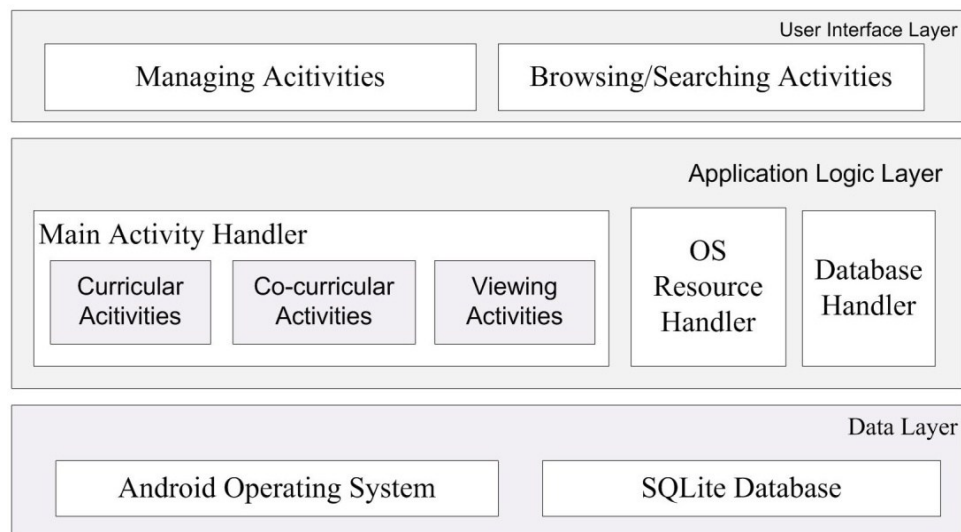 User Interface Layer
Managing Acitivities
Browsing/Searching Activities
Application Logic Layer
Main Activity Handler
Curricular
Acitivities
Co-curricular
Activities
Viewing
Activities
OS
Resource
Handler
Database
Handler
Data Layer
Android Operating System
SQLite Database